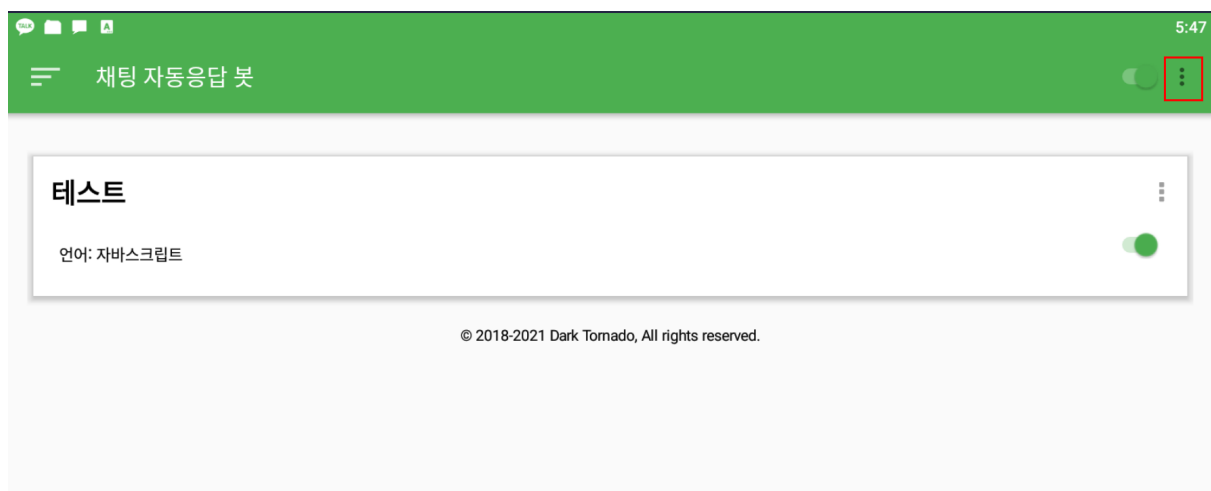 TALK A 5:47
채팅 자동응답 봇
테스트
언어: 자바스크립트
© 2018-2021 Dark Tornado, All rights reserved.